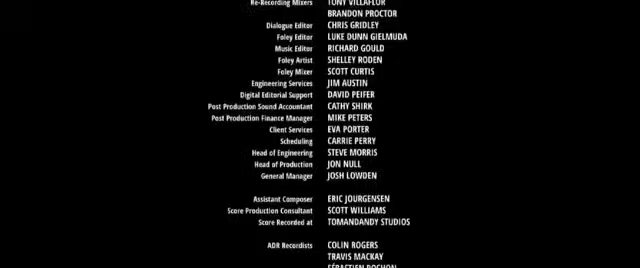 Re-Recording Mixers TONY VILLAFLOR
BRANDON PROCTOR
Dialogue Editor CHRIS GRIDLEY
Foley Editor LUKE DUNN GIELMUDA
Music Editor RICHARD GOULD
Foley Artist SHELLEY RODEN
Foley Mixer SCOTT CURTIS
Engineering Services JIM AUSTIN
Digital Editorial Support DAVID PEIFER
Post Production Sound Accountant CATHY SHIRK
Post Production Finance Manager MIKE PETERS
Client Services EVA PORTER
Scheduling CARRIE PERRY
Head of Engineering STEVE MORRIS
Head of Production JON NULL
General Manager JOSH LOWDEN
Assistant Composer ERIC JOURGENSEN
Score Production Consultant SCOTT WILLIAMS
Score Recorded at TOMANDANDY STUDIOS
ADR Recordists COLIN ROGERS
TRAVIS MACKAY
SÉBASTIEN ROCHON